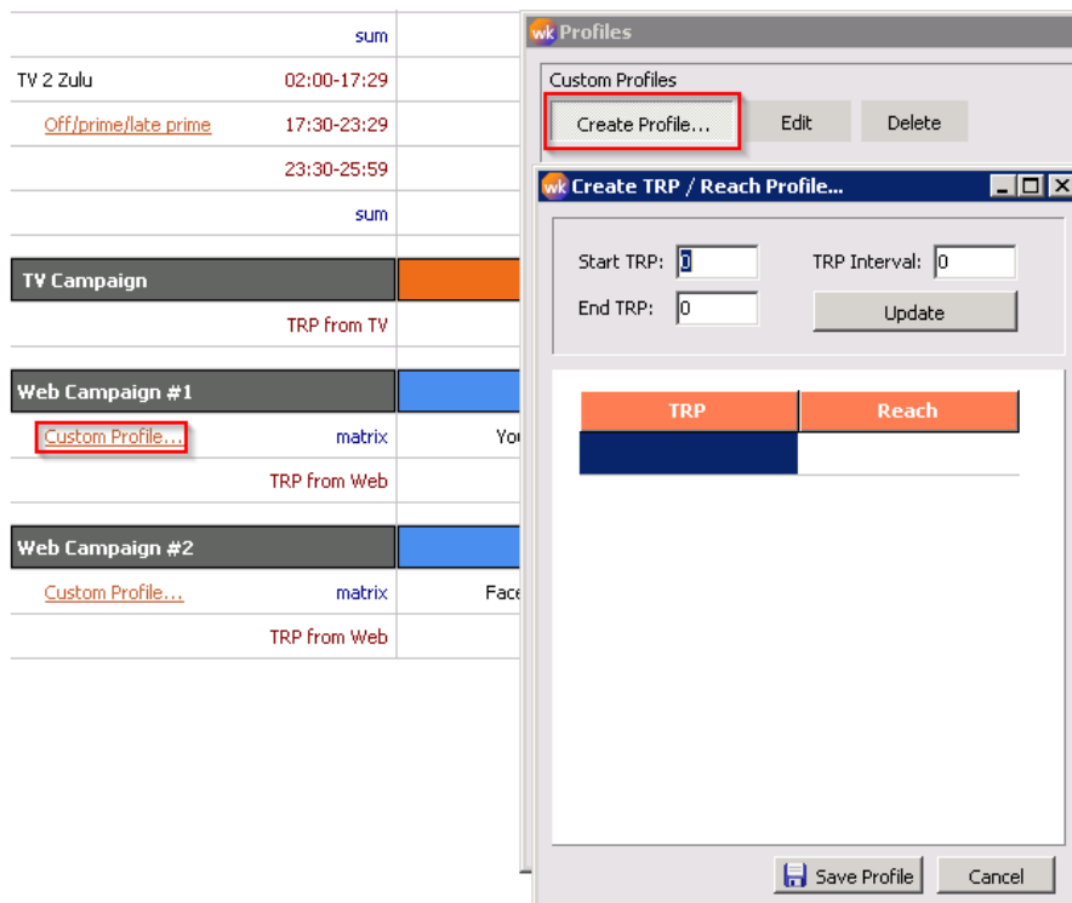 sum
TV 2 Zulu 02:00-17:29
Off/prime/late prime 17:30-23:29
23:30-25:59
sum
TV Campaign
TRP from TV
Web Campaign #1
Custom Profile... matrix You
TRP from Web
Web Campaign #2
Custom Profile... matrix Face
TRP from Web
wk Profiles
Custom Profiles
Create Profile... Edit Delete
wk Create TRP / Reach Profile...
Start TRP: 0 TRP Interval: 0
End TRP: 0 Update
TRP Reach
Save Profile Cancel